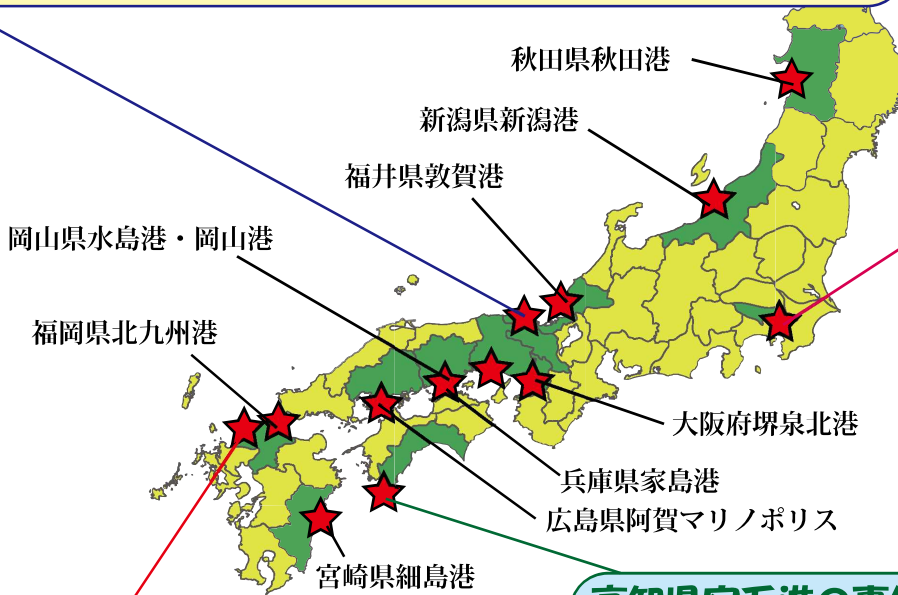 秋田県秋田港
新潟県新潟港
福井県敦賀港
岡山県水島港・岡山港
福岡県北九州港
大阪府堺泉北港
兵庫県家島港
広島県阿賀マリノポリス
宮崎県細島港